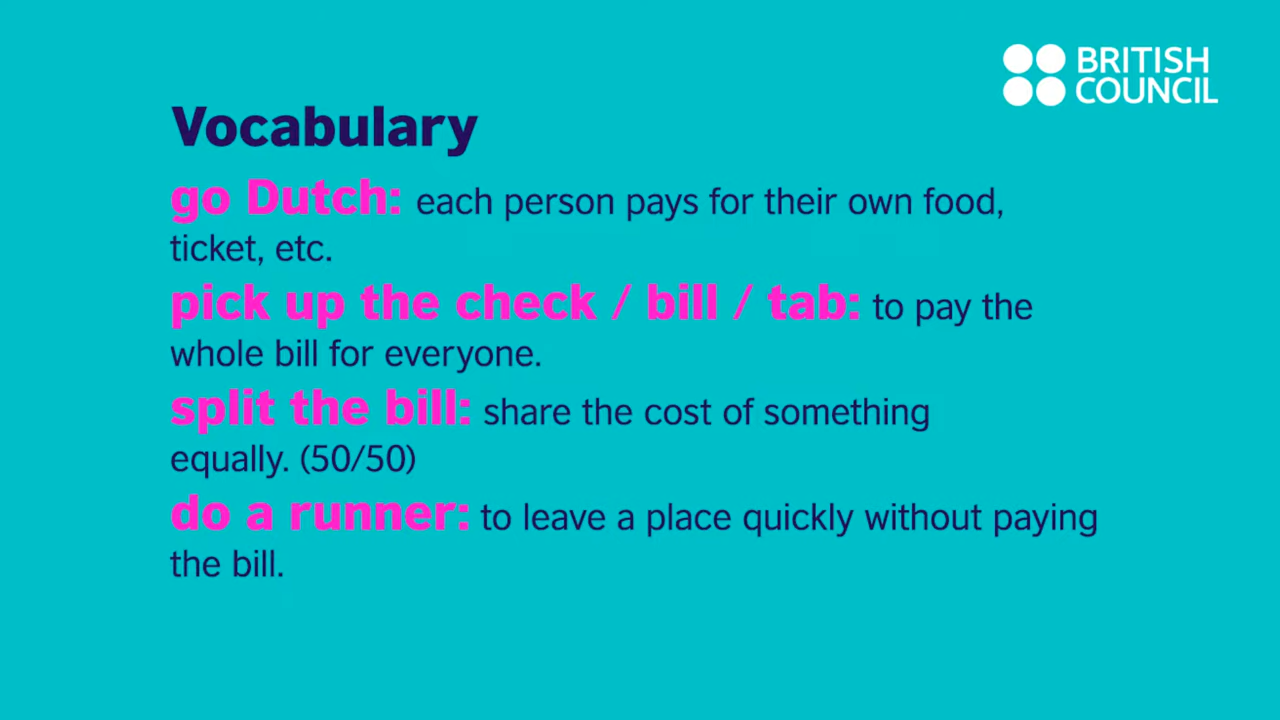 BRITISH
COUNCIL
Vocabulary
go Dutch: each person pays for their own food,
ticket, etc.
pick up the check / bill / tab: to pay the
whole bill for everyone.
split the bill: share the cost of something
equally. (50/50)
do a runner: to leave a place quickly without paying
the bill.